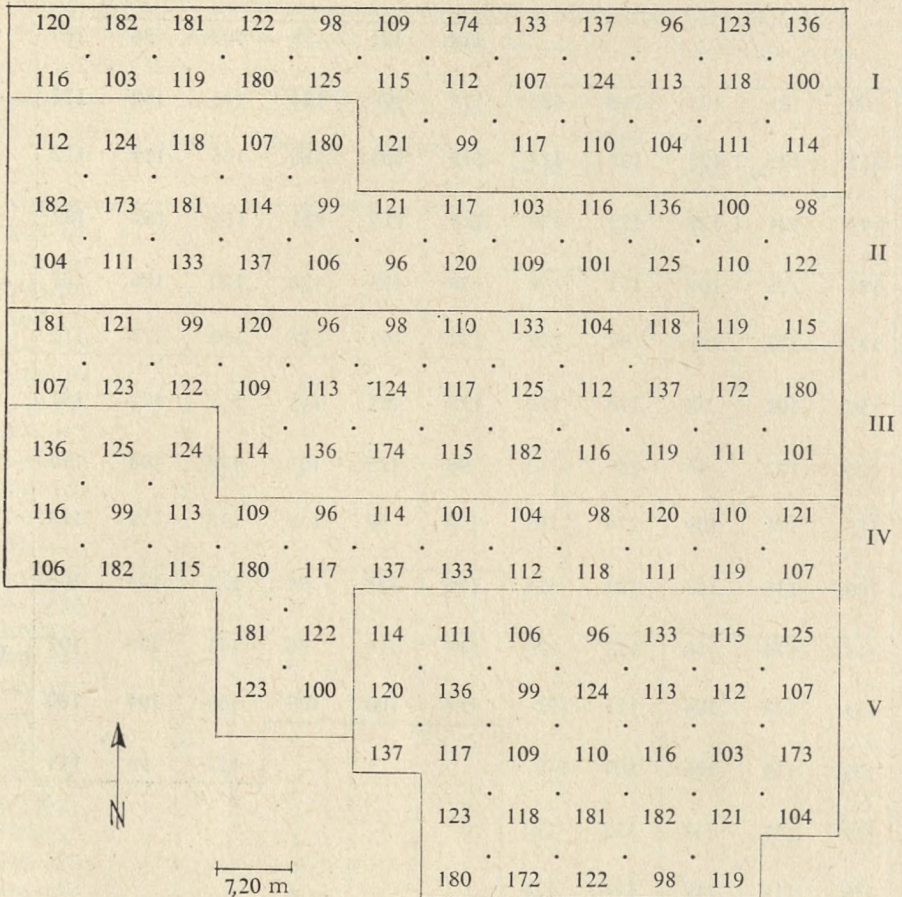 120 182 181 122 98 109 174 133 137 96 123 136
116 103 119 180 125 115 112 107 124 113 118 100 I
112 124 118 107 180 121 99 117 110 104 111 114
182 173 181 114 99 121 117 103 116 136 100 98
104 111 133 137 106 96 120 109 101 125 110 122 II
181 121 99 120 96 98 110 133 104 118 119 115
107 123 122 109 113 124 117 125 112 137 172 180
136 125 124 114 136 174 115 182 116 119 111 101 III
116 99 113 109 96 114 101 104 98 120 110 121
106 182 115 180 117 137 133 112 118 111 119 107 IV
181 122 114 111 106 96 133 115 125
123 100 120 136 99 124 113 112 107 V
137 117 109 110 116 103 173
N
123 118 181 182 121 104
7,20 m
180 172 122 98 119